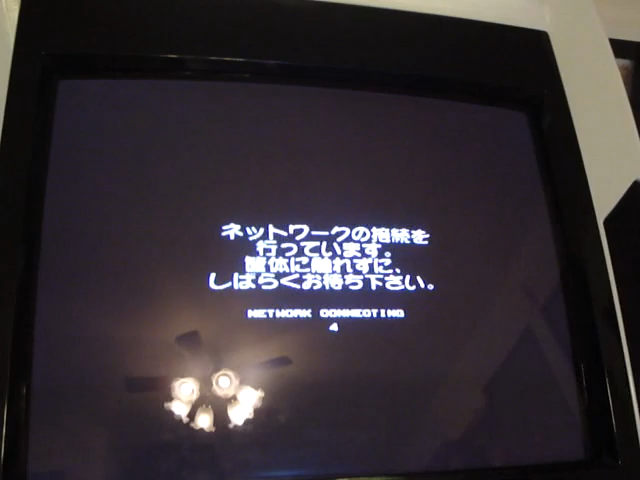 ネットワークの接続を
行っています。
筐体に触れずに、
しばらくお待ち下さい。
NETWORK CONNECTING
4